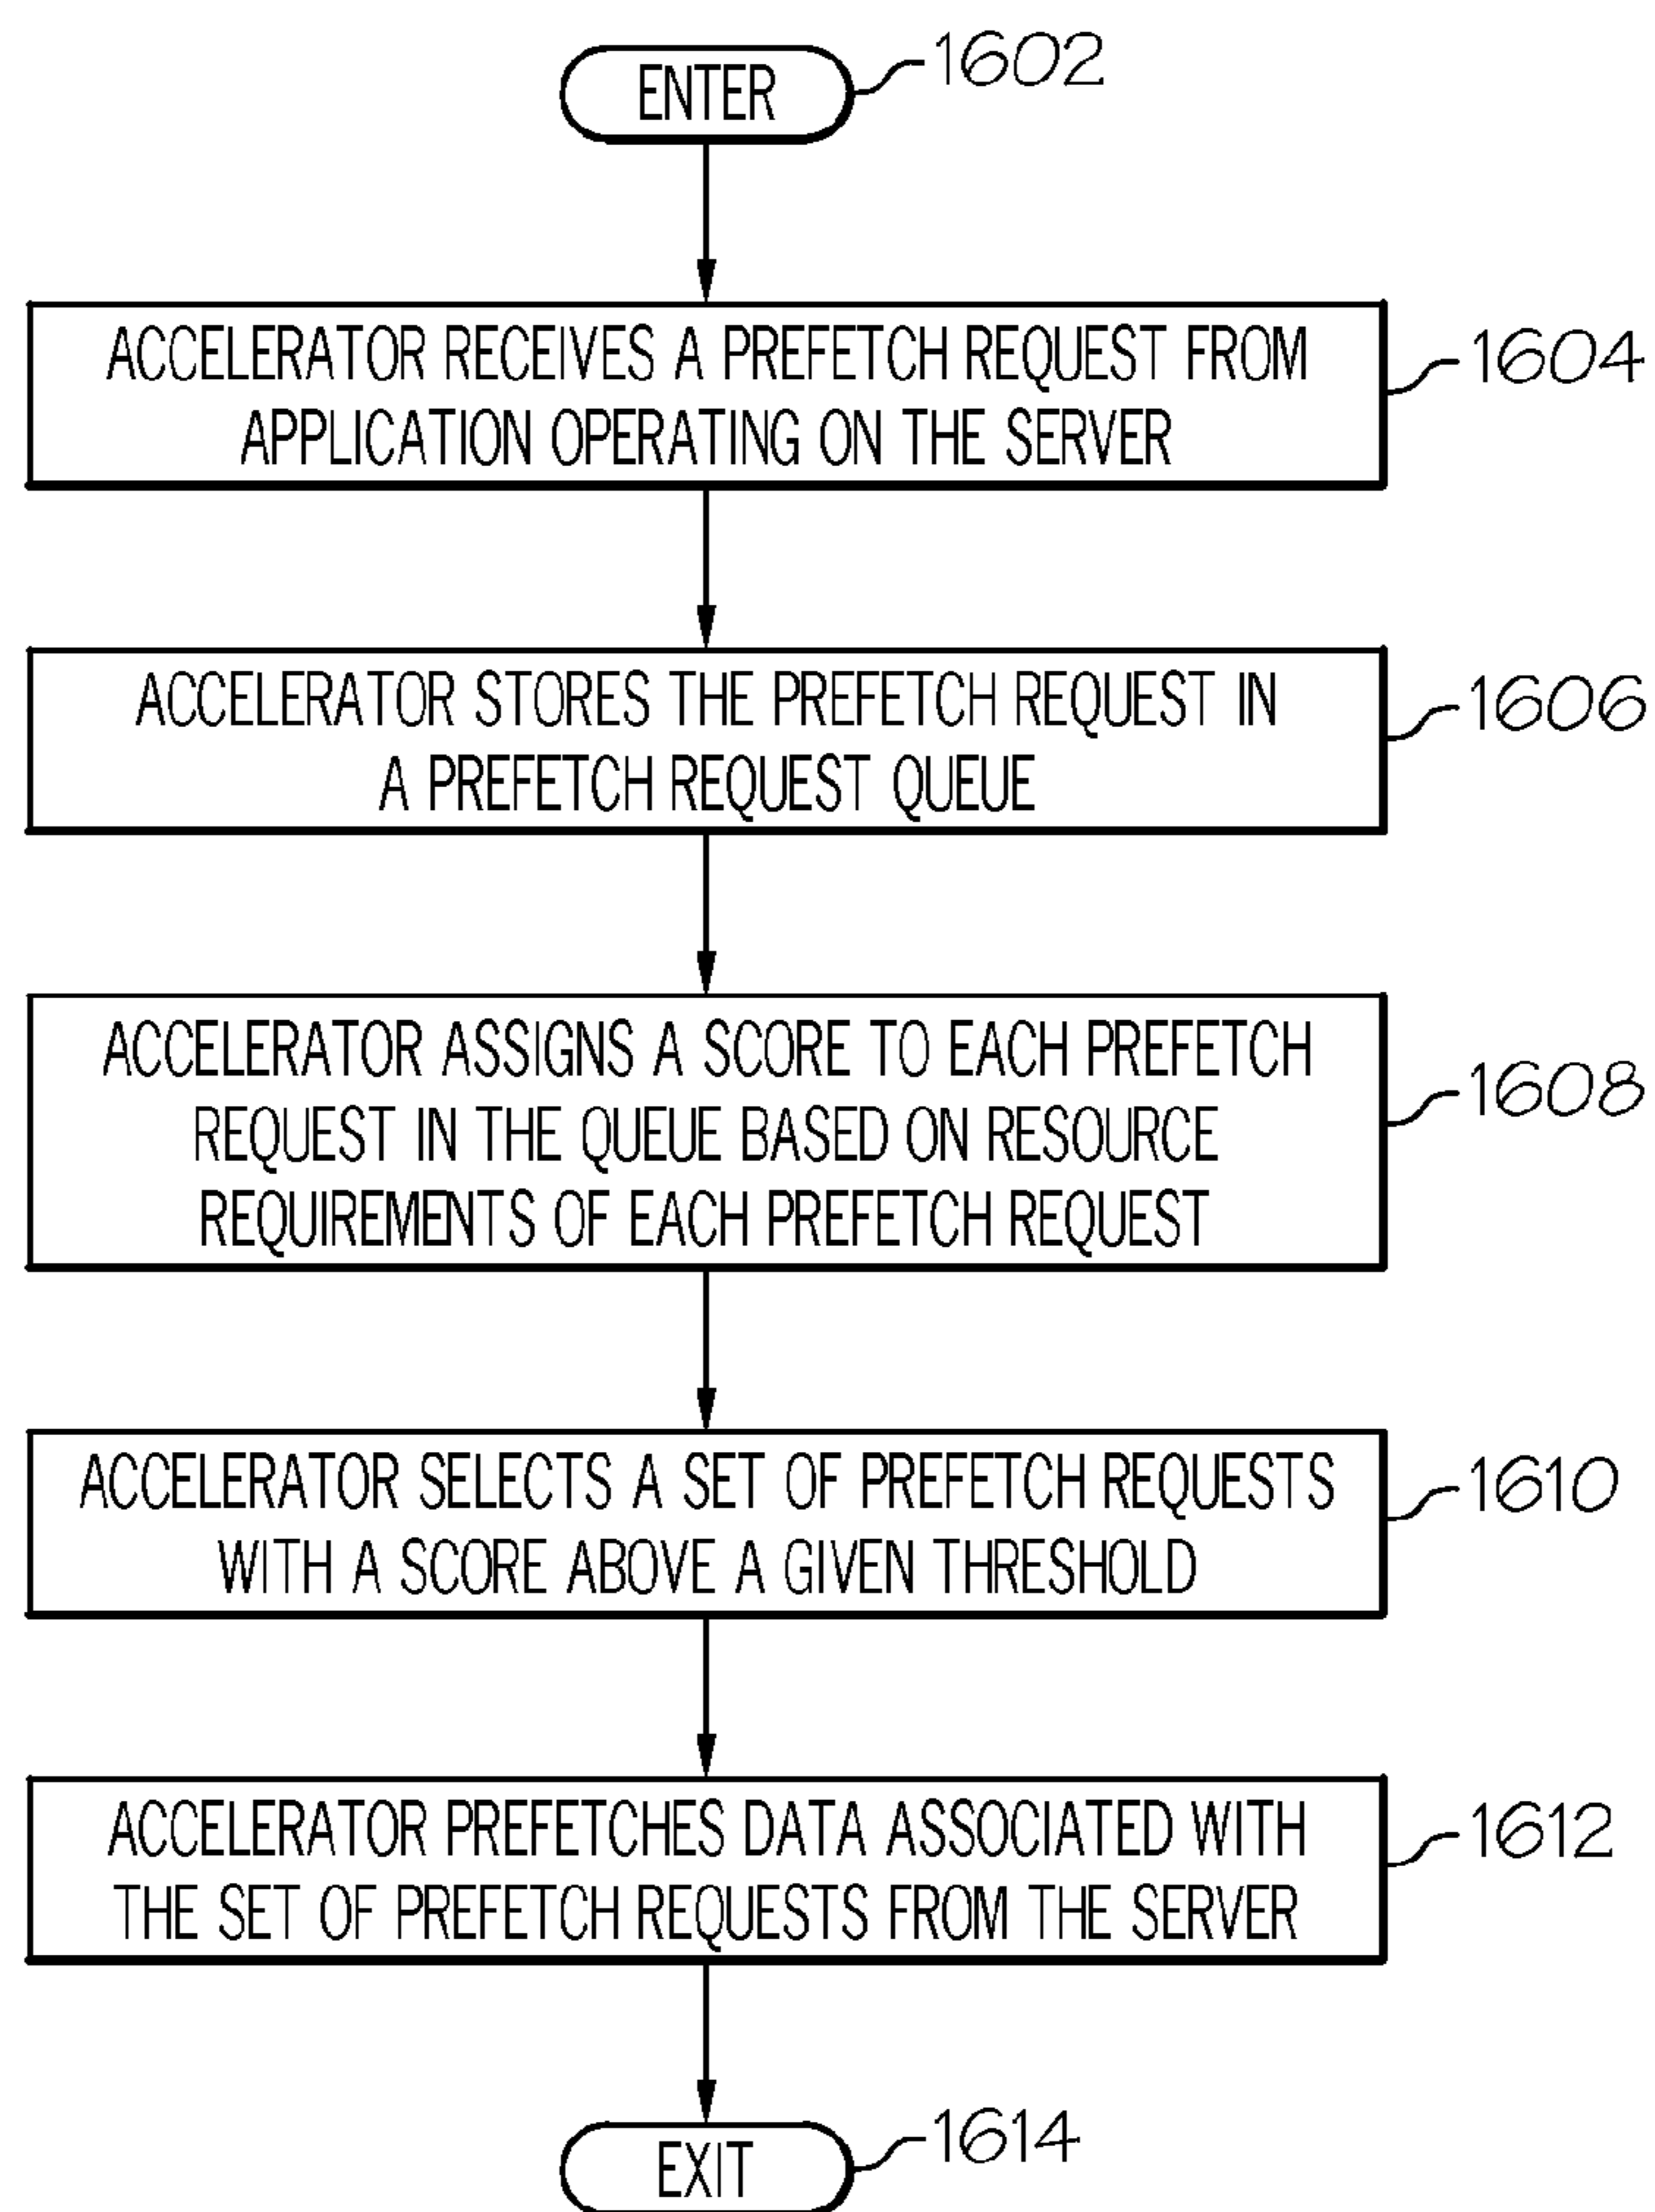 ENTER
1602
ACCELERATOR RECEIVES A PREFETCH REQUEST FROM
APPLICATION OPERATING ON THE SERVER
1604
ACCELERATOR STORES THE PREFETCH REQUEST IN
A PREFETCH REQUEST QUEUE
1606
ACCELERATOR ASSIGNS A SCORE TO EACH PREFETCH
REQUEST IN THE QUEUE BASED ON RESOURCE
REQUIREMENTS OF EACH PREFETCH REQUEST
1608
ACCELERATOR SELECTS A SET OF PREFETCH REQUESTS
WITH A SCORE ABOVE A GIVEN THRESHOLD
1610
ACCELERATOR PREFETCHES DATA ASSOCIATED WITH
THE SET OF PREFETCH REQUESTS FROM THE SERVER
1612
EXIT
1614